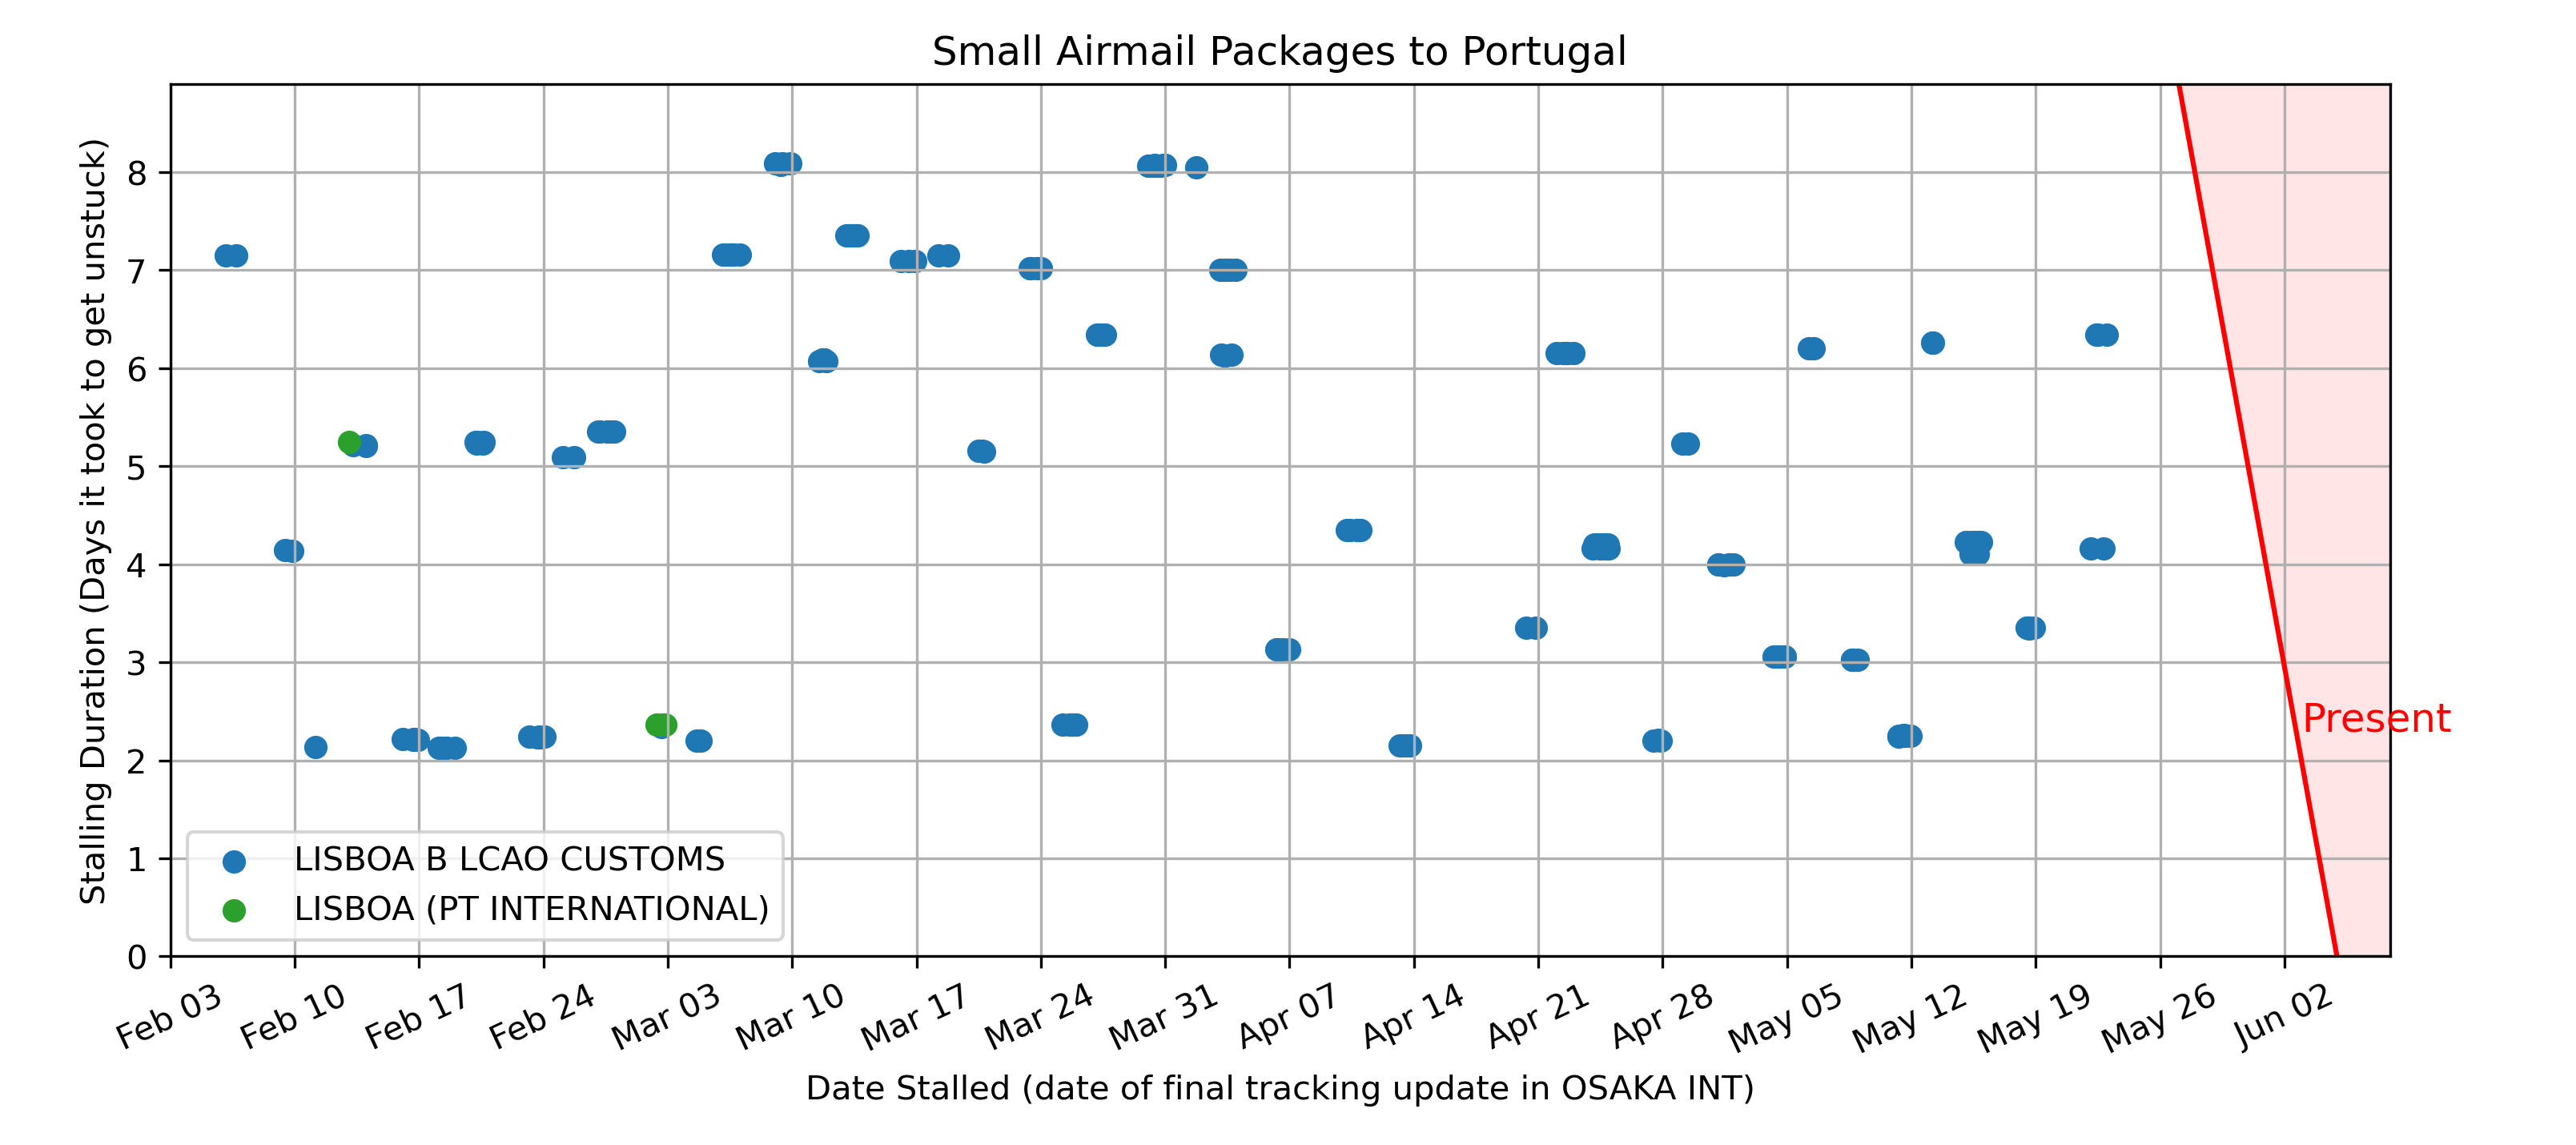 Small Airmail Packages to Portugal
Stalling Duration (Days it took to get unstuck)
8
7
6
5
4
3
2
1
0
Present
LISBOA B LCAO CUSTOMS
LISBOA (PT INTERNATIONAL)
Feb 03
Feb 10
Feb 17
Feb 24
Mar 03
Mar 10
Mar 17
Mar 24
Mar 31
Apr 07
Apr 14
Apr 21
Apr 28
May 05
May 12
May 19
May 26
Jun 02
Date Stalled (date of final tracking update in OSAKA INT)